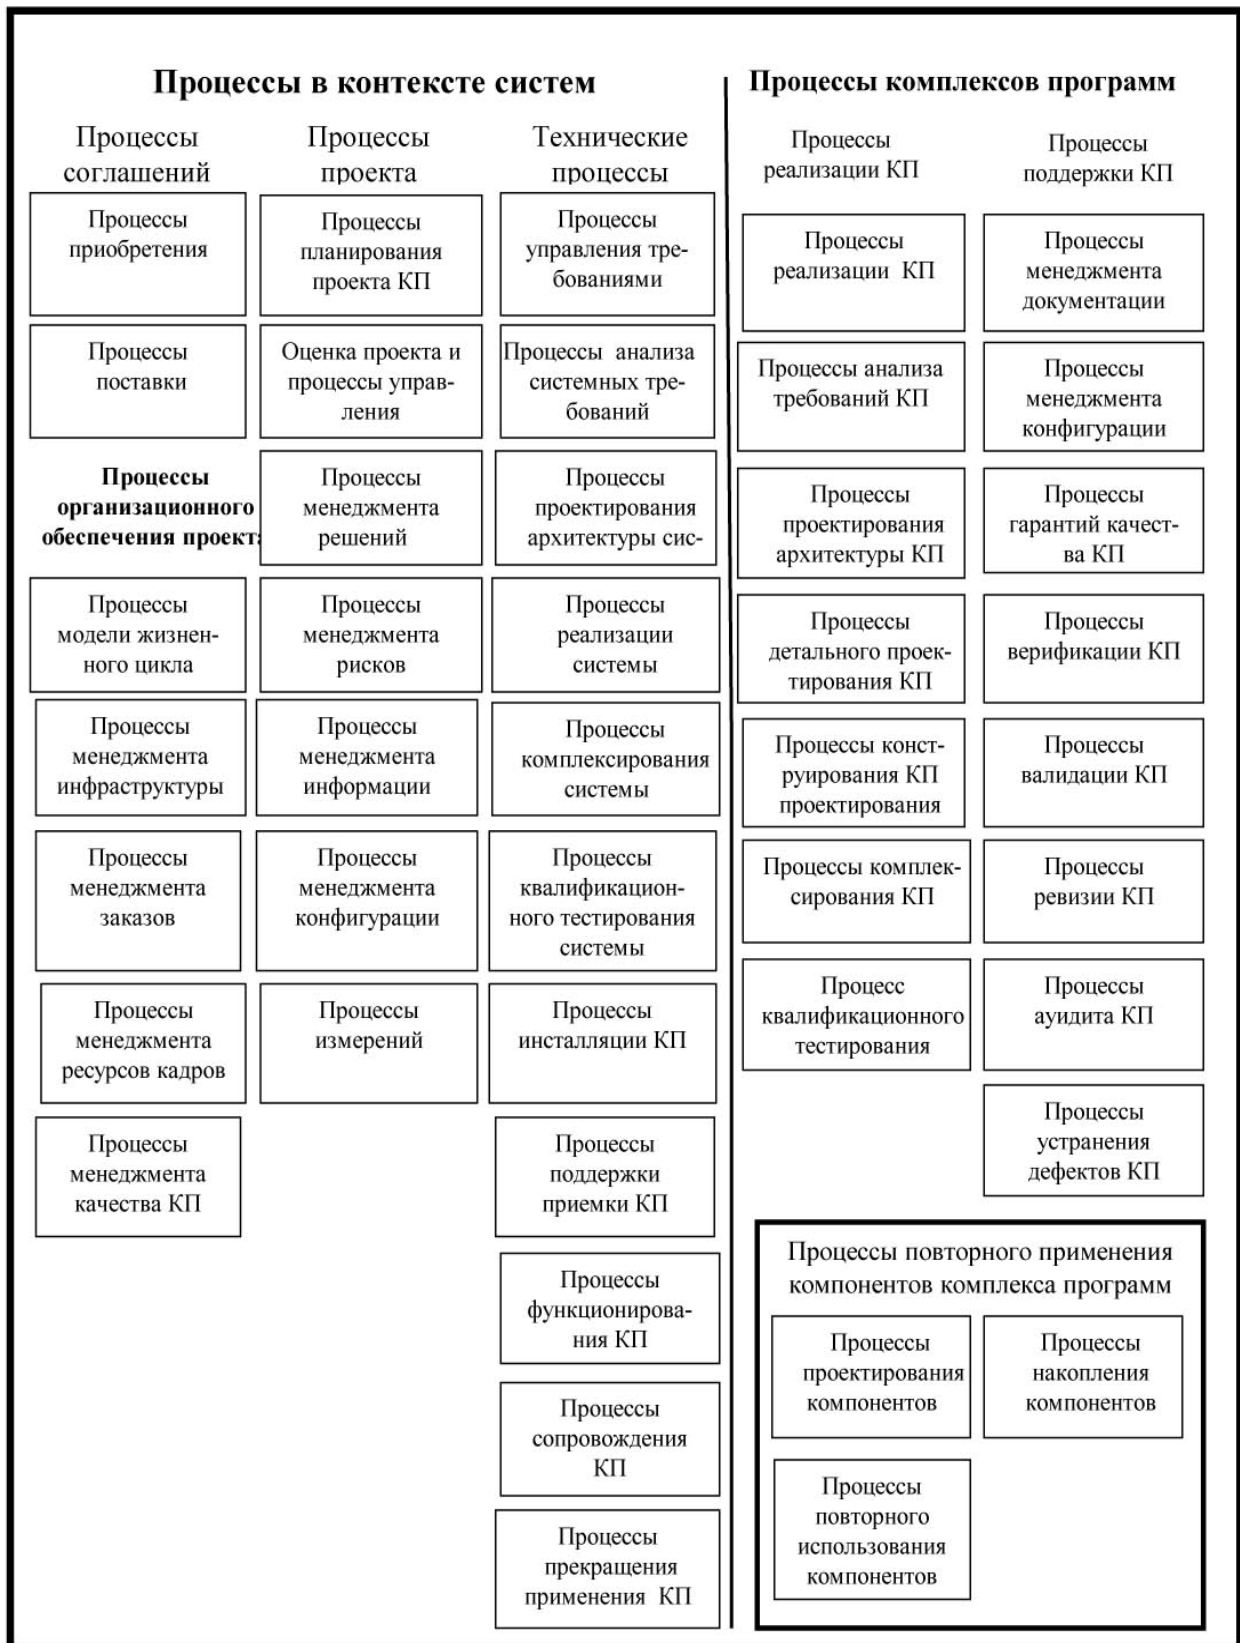 Процессы в контексте систем
Процессы
соглашений
Процессы
приобретения
Процессы
поставки
Процессы
организационного
обеспечения проект
Процессы
модели жизнен-
ного цикла
Процессы
менеджмента
инфраструктуры
Процессы
менеджмента
заказов
Процессы
менеджмента
ресурсов кадров
Процессы
менеджмента
качества КП
Процессы
проекта
Процессы
планирования
проекта КП
Оценка проекта и
процессы управ-
ления
Процессы
менеджмента
решений
Процессы
менеджмента
рисков
Процессы
менеджмента
информации
Процессы
менеджмента
конфигурации
Процессы
измерений
Технические
процессы
Процессы
управления тре-
бованиями
Процессы анализа
системных тре-
бований
Процессы
проектирования
архитектуры сис-
Процессы
реализации
системы
Процессы
комплексирования
системы
Процессы
квалификацион-
ного тестирования
системы
Процессы
инсталляции КП
Процессы
поддержки
приемки КП
Процессы
функционирова-
ния КП
Процессы
сопровождения
КП
Процессы
прекращения
применения КП
Процессы комплексов программ
Процессы
реализации КП
Процессы
реализации КП
Процессы анализа
требований КП
Процессы
проектирования
архитектуры КП
Процессы
детального проек-
тирования КП
Процессы конст-
руирования КП
проектирования
Процессы комплек-
сирования КП
Процесс
квалификационного
тестирования
Процессы
поддержки КП
Процессы
менеджмента
документации
Процессы
менеджмента
конфигурации
Процессы
гарантий качест-
ва КП
Процессы
верификации КП
Процессы
валидации КП
Процессы
ревизии КП
Процессы
ауидита КП
Процессы
устранения
дефектов КП
Процессы повторного применения
компонентов комплекса программ
Процессы
проектирования
компонентов
Процессы
накопления
компонентов
Процессы
повторного
использования
компонентов